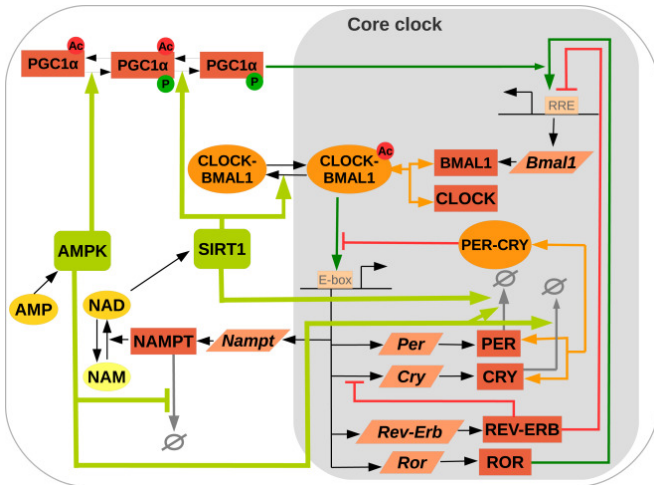 Core clock
Ac
Ac
PGC1α
PGC1α
PGC1α
P
P
RRE
Ac
CLOCK-
BMAL1
CLOCK-
BMAL1
BMAL1
Bmal1
CLOCK
AMPK
SIRT1
PER-CRY
E-box
AMP
NAD
NAMPT
Nampt
Per
PER
NAM
Cry
CRY
Rev-Erb
REV-ERB
Ror
ROR